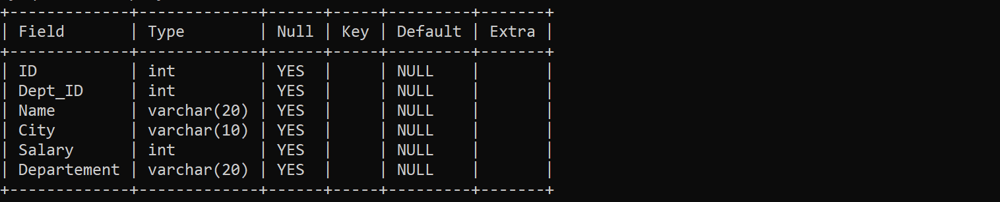 +-------------+-------------+------+-----+---------+-------+
| Field       | Type        | Null | Key | Default | Extra |
+-------------+-------------+------+-----+---------+-------+
| ID          | int         | YES  |     | NULL    |       |
| Dept_ID     | int         | YES  |     | NULL    |       |
| Name        | varchar(20) | YES  |     | NULL    |       |
| City        | varchar(10) | YES  |     | NULL    |       |
| Salary      | int         | YES  |     | NULL    |       |
| Departement | varchar(20) | YES  |     | NULL    |       |
+-------------+-------------+------+-----+---------+-------+